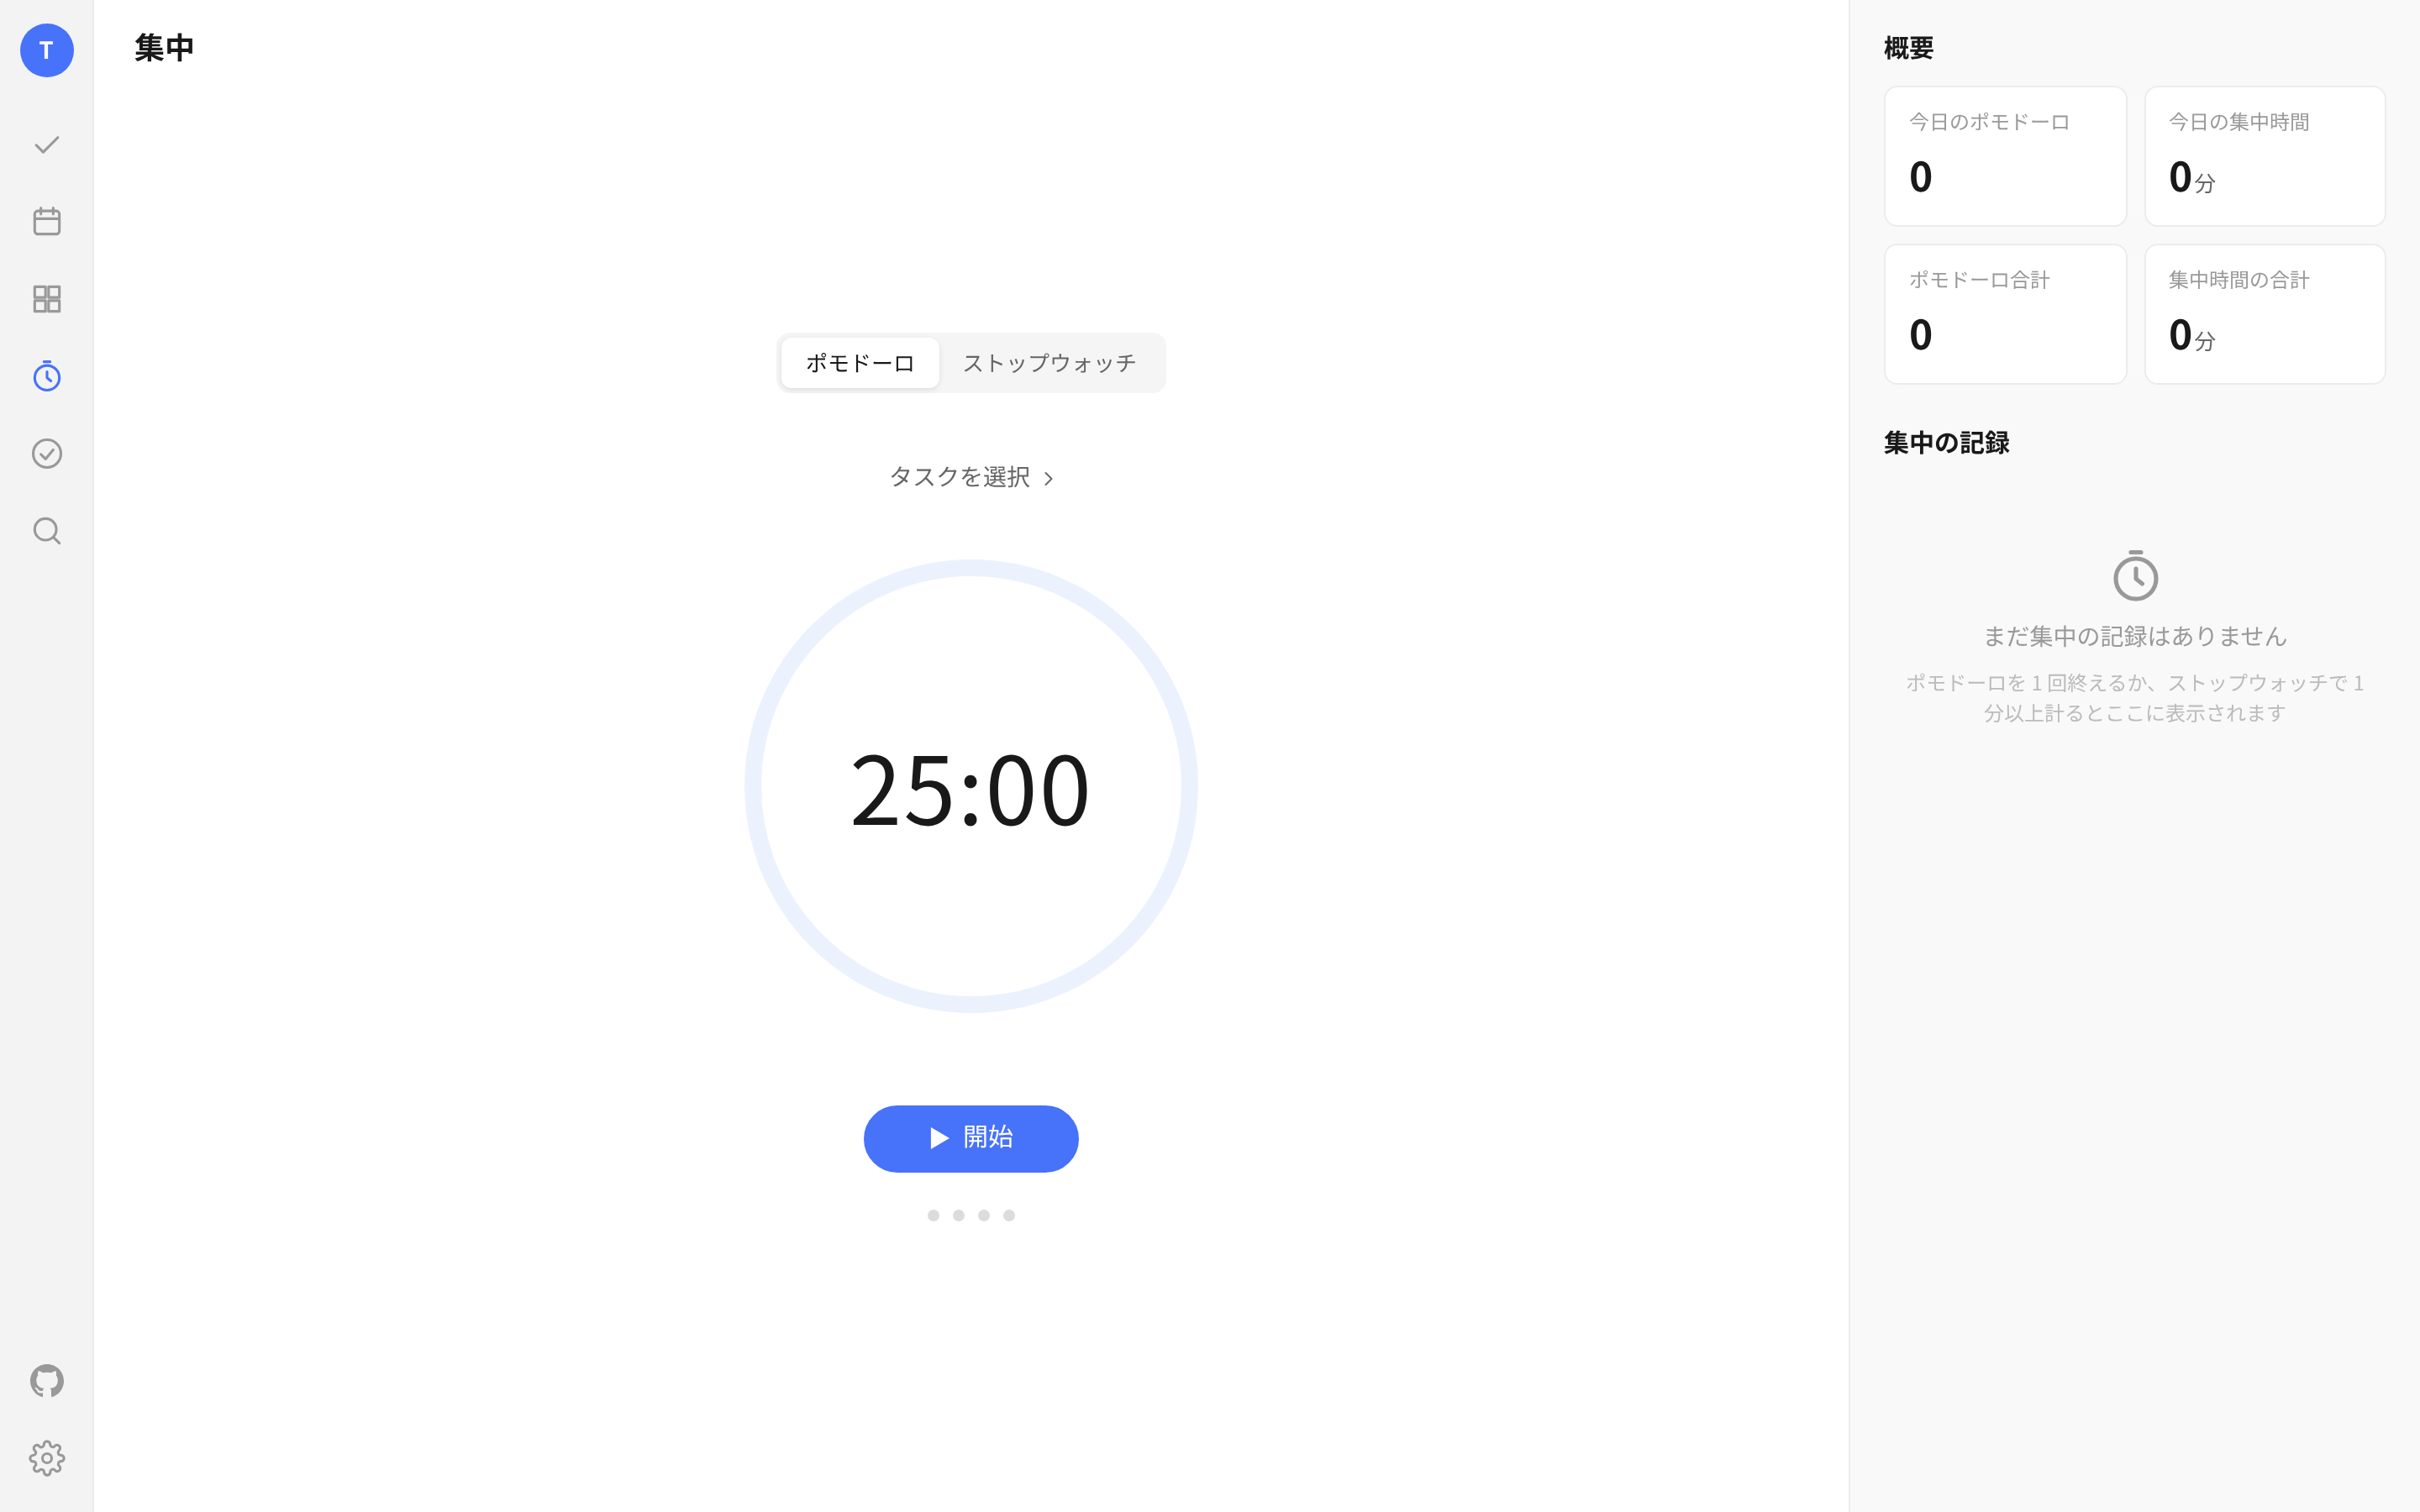 T
集中
ポモドーロ
ストップウォッチ
タスクを選択
25:00
開始
概要
今日のポモドーロ
0
今日の集中時間
0分
ポモドーロ合計
0
集中時間の合計
0分
集中の記録
まだ集中の記録はありません
ポモドーロを 1 回終えるか、ストップウォッチで 1
分以上計るとここに表示されます